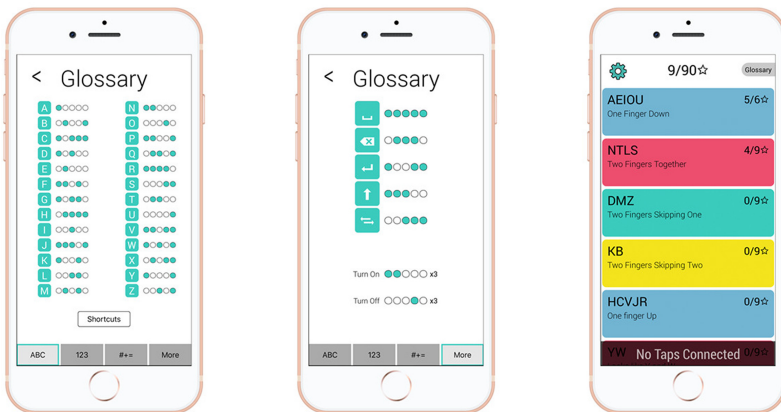 < Glossary
A N
B O
C P
D Q
E R
F S
G T
H U
I V
J W
K X
L Y
M Z
Shortcuts
ABC 123 #+= More
< Glossary
Turn On x3
Turn Off x3
ABC 123 #+= More
9/90☆ Glossary
AEIOU 5/6☆
One Finger Down
NTLS 4/9☆
Two Fingers Together
DMZ 0/9☆
Two Fingers Skipping One
KB 0/9☆
Two Fingers Skipping Two
HCVJR 0/9☆
One finger Up
YW 0/9☆
No Taps Connected